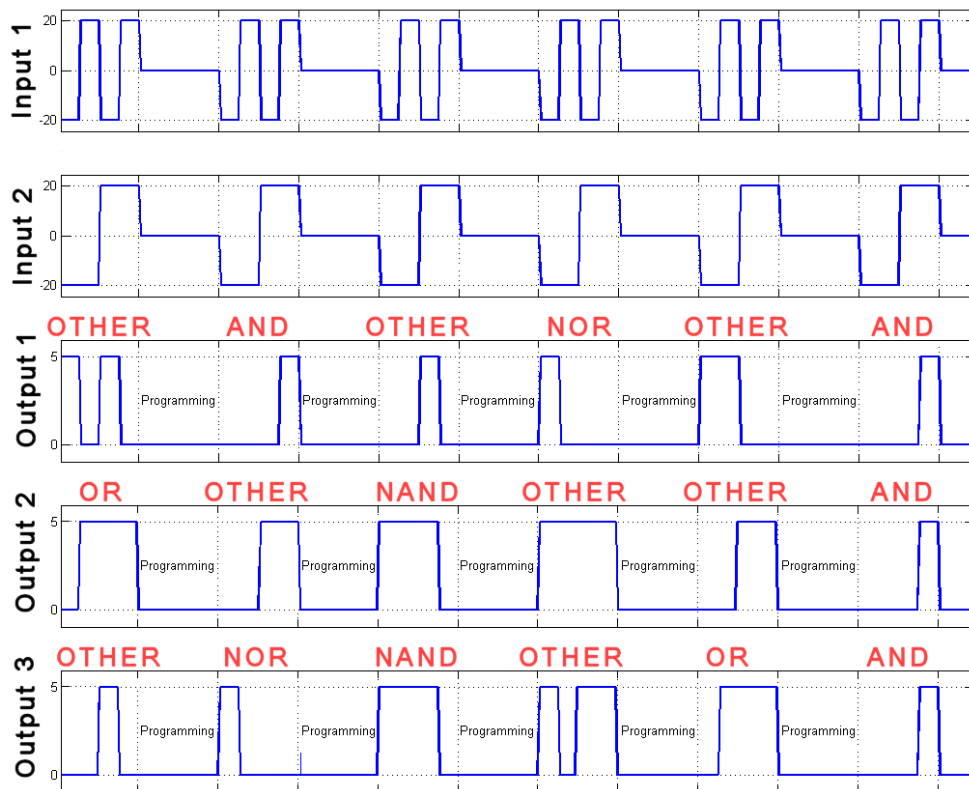 Input 1
20
0
-20
Input 2
20
0
-20
OTHER AND OTHER NOR OTHER AND
Output 1
5
0
Programming Programming Programming Programming Programming
OR OTHER NAND OTHER OTHER AND
Output 2
5
0
Programming Programming Programming Programming Programming
OTHER NOR NAND OTHER OR AND
Output 3
5
0
Programming Programming Programming Programming Programming